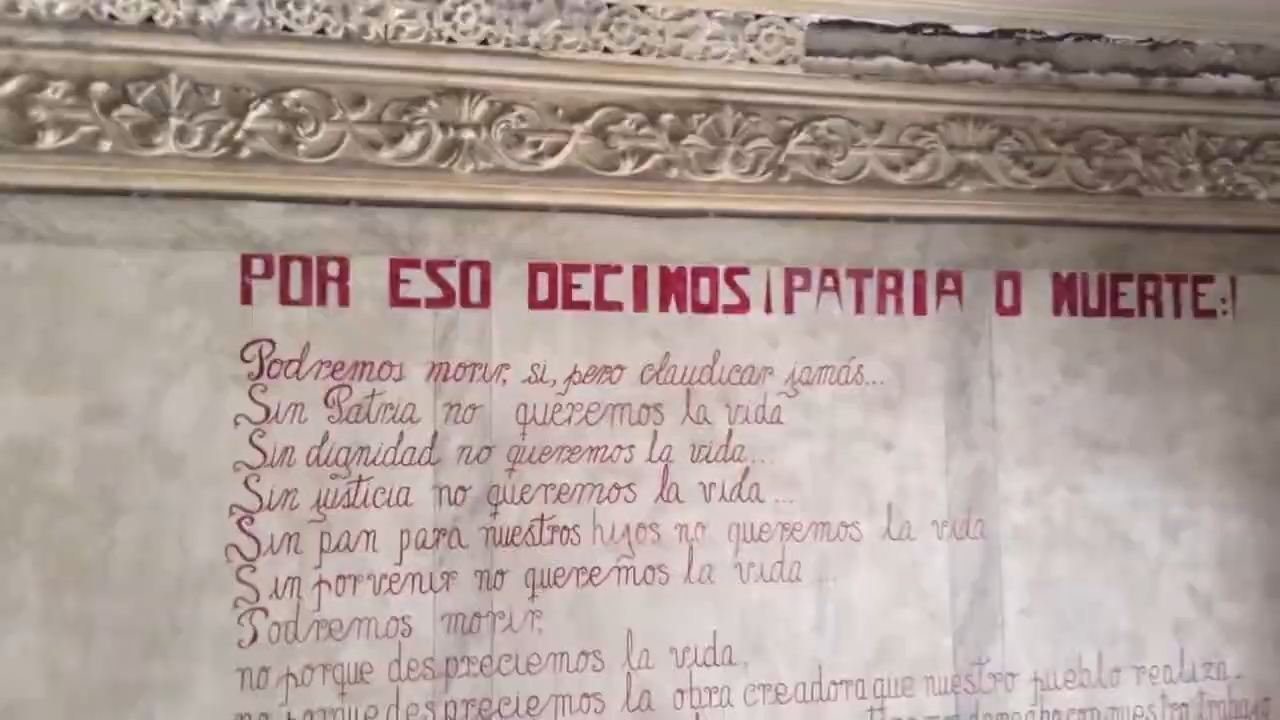 POR ESO DECIMOS ¡PATRIA O MUERTE:!
Podremos morir, si, pero claudicar jamás...
Sin Patria no queremos la vida
Sin dignidad no queremos la vida...
Sin justicia no queremos la vida...
Sin pan para nuestros hijos no queremos la vida
Sin porvenir no queremos la vida...
Podremos morir,
no porque despreciemos la vida,
no porque despreciemos la obra creadora que nuestro pueblo realiza.
con nuestro trabajo